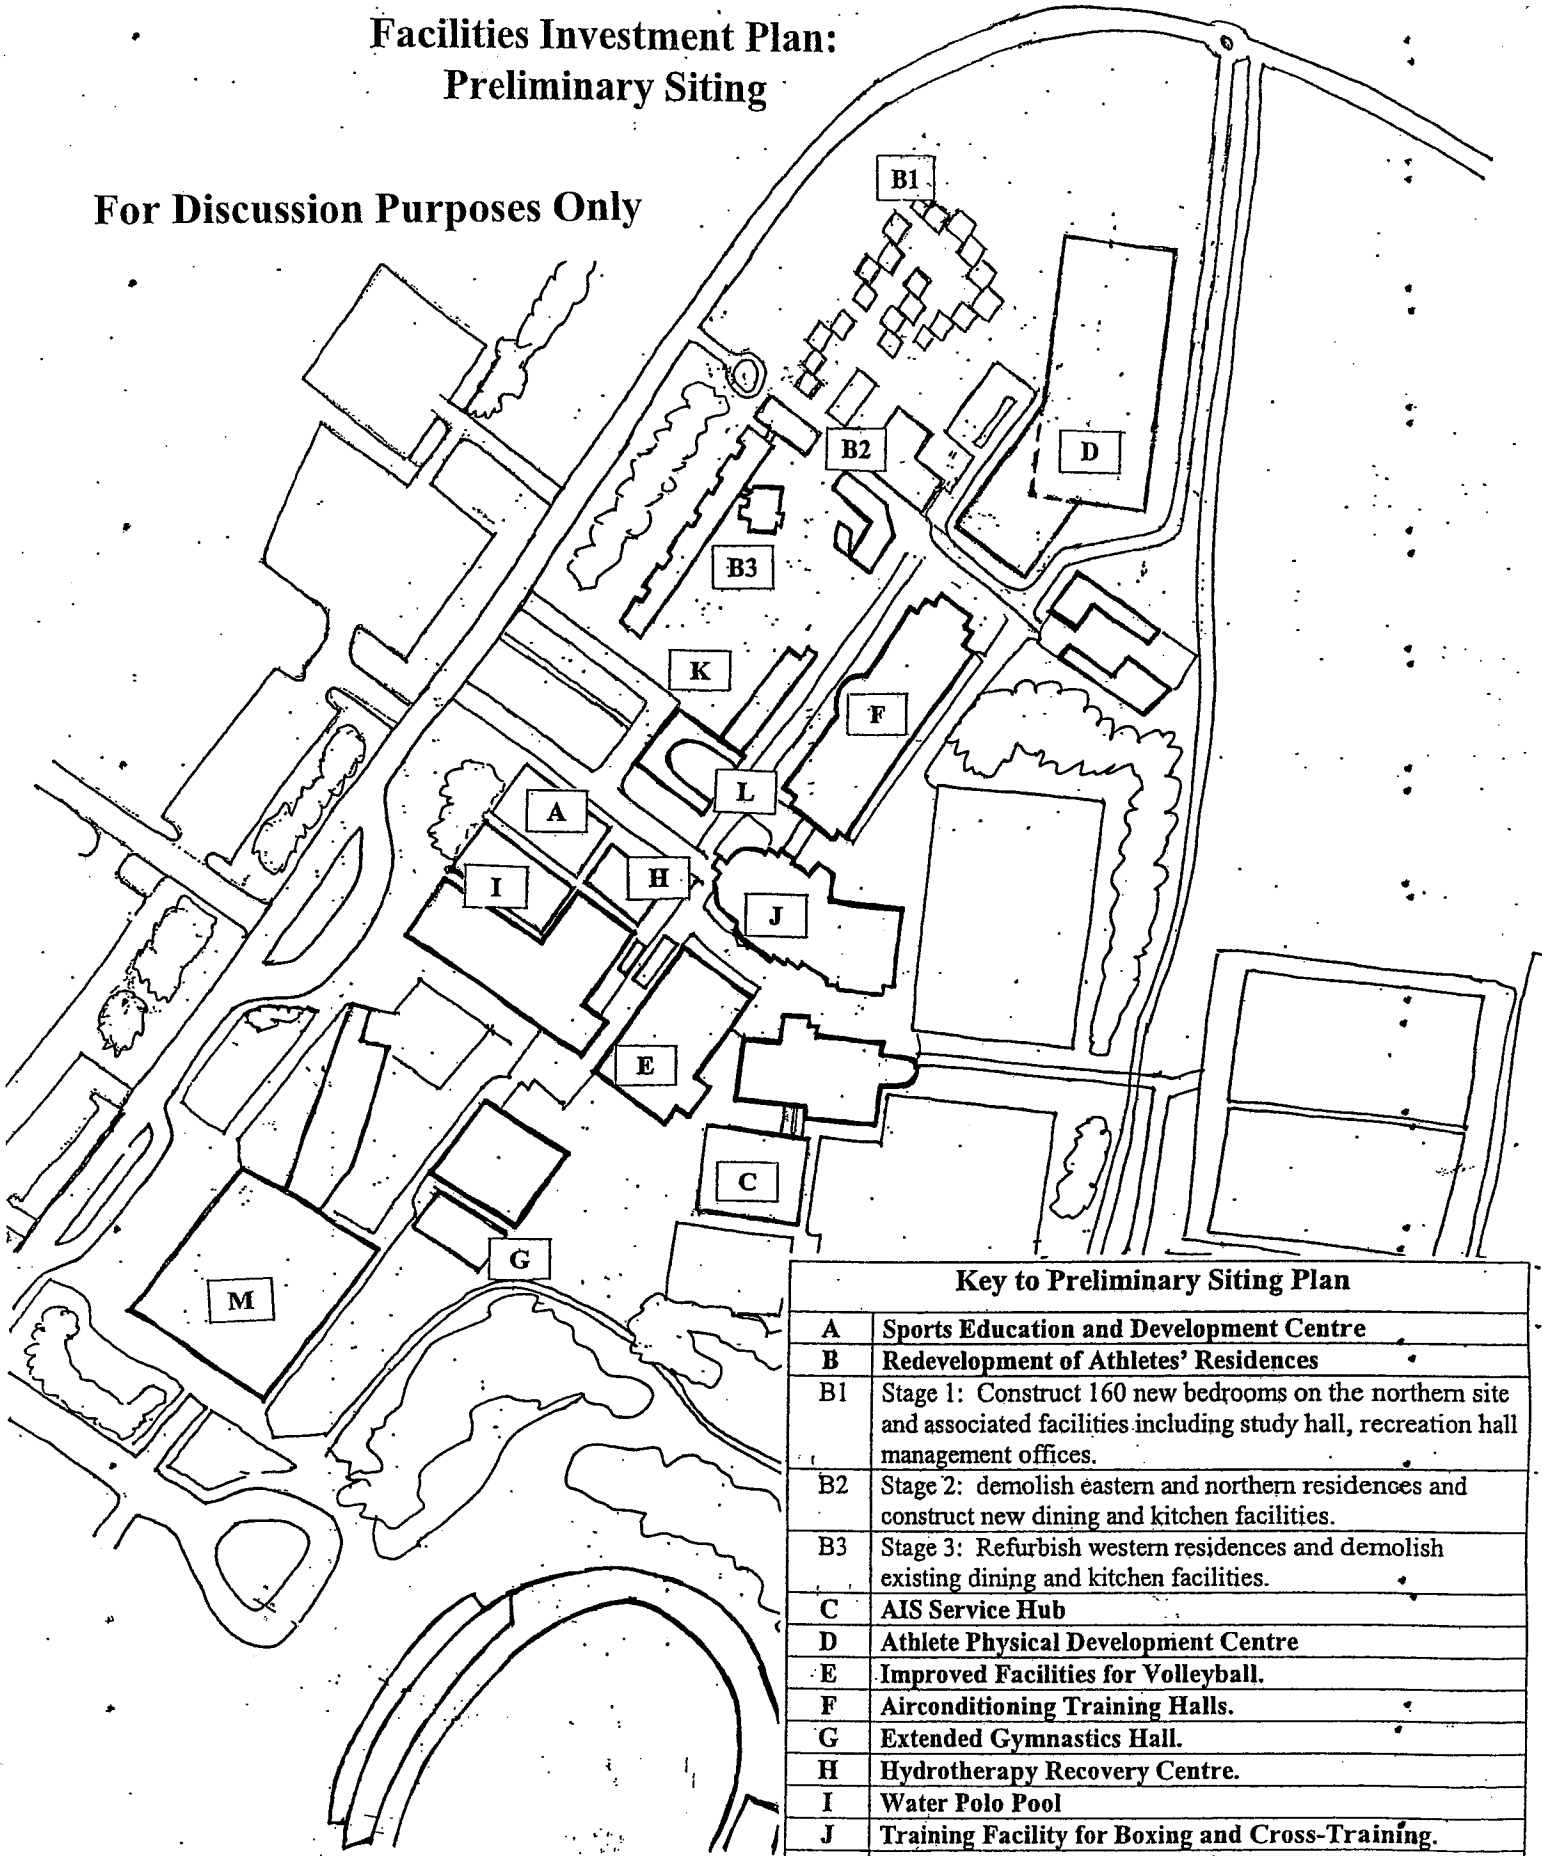 Facilities Investment Plan:
Preliminary Siting
For Discussion Purposes Only
B1
B2
D
B3
K
F
L
A
H
I
J
E
C
G
M
Key to Preliminary Siting Plan
A Sports Education and Development Centre
B Redevelopment of Athletes’ Residences
B1 Stage 1: Construct 160 new bedrooms on the northern site
and associated facilities including study hall, recreation hall
management offices.
B2 Stage 2: demolish eastern and northern residences and
construct new dining and kitchen facilities.
B3 Stage 3: Refurbish western residences and demolish
existing dining and kitchen facilities.
C AIS Service Hub
D Athlete Physical Development Centre
E Improved Facilities for Volleyball.
F Airconditioning Training Halls.
G Extended Gymnastics Hall.
H Hydrotherapy Recovery Centre.
I Water Polo Pool
J Training Facility for Boxing and Cross-Training.